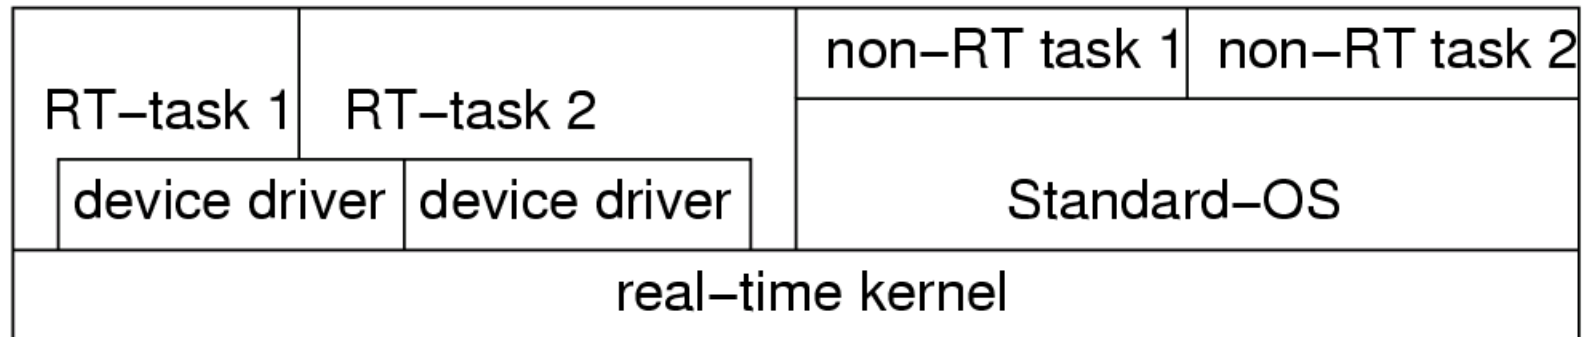 non−RT task 1
non−RT task 2
RT−task 1
RT−task 2
device driver
device driver
Standard−OS
real−time kernel